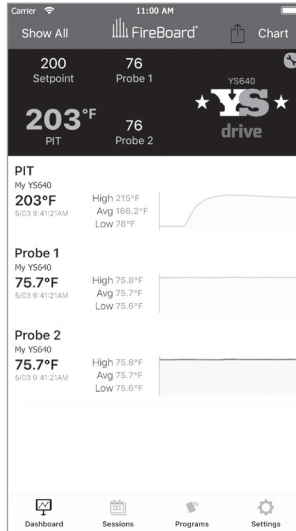 Carrier 11:00 AM
Show All FireBoard® Chart
200 76
Setpoint Probe 1
203°F 76
PIT Probe 2
YS640
YS
drive
PIT
My YS640
203°F
5/03 9:41:21AM
High 215°F
Avg 166.2°F
Low 78°F
Probe 1
My YS640
75.7°F
5/03 9:41:21AM
High 75.8°F
Avg 75.7°F
Low 75.6°F
Probe 2
My YS640
75.7°F
5/03 9:41:21AM
High 75.8°F
Avg 75.7°F
Low 75.6°F
Dashboard Sessions Programs Settings